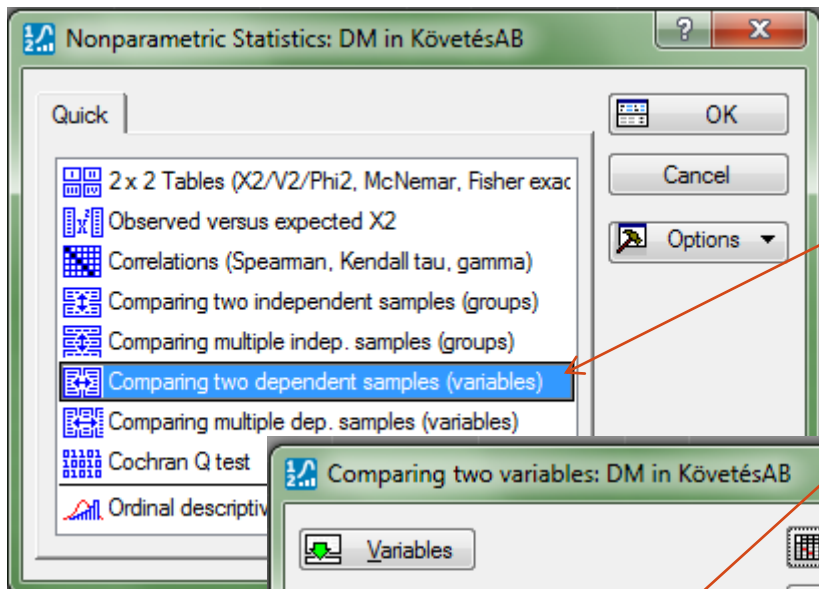 Nonparametric Statistics: DM in KövetésAB
Quick
2 x 2 Tables (X2/V2/Phi2, McNemar, Fisher exac
Observed versus expected X2
Correlations (Spearman, Kendall tau, gamma)
Comparing two independent samples (groups)
Comparing multiple indep. samples (groups)
Comparing two dependent samples (variables)
Comparing multiple dep. samples (variables)
Cochran Q test
Ordinal descriptiv
OK
Cancel
Options
Comparing two variables: DM in KövetésAB
Variables